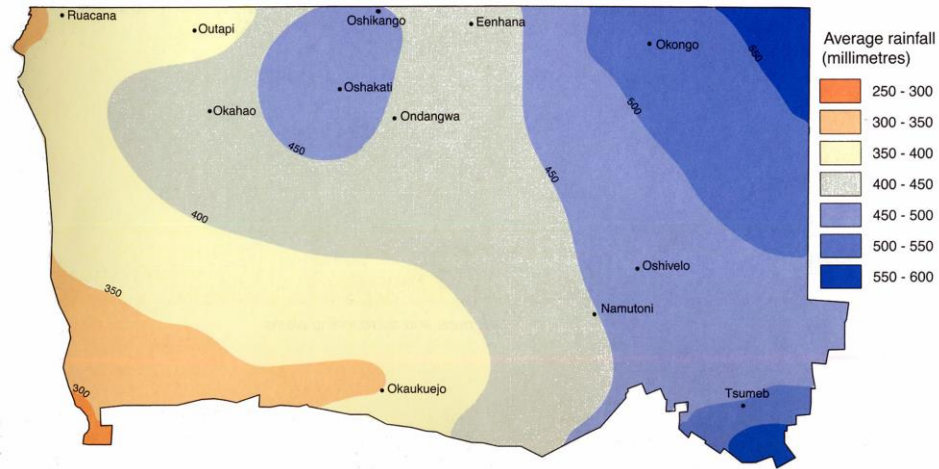 Ruacana
Outapi
Oshikango
Eenhana
Okongo
550
Average rainfall
(millimetres)
250 - 300
300 - 350
350 - 400
400 - 450
450 - 500
500 - 550
550 - 600
Okahao
Oshakati
Ondangwa
500
450
450
400
Oshivelo
350
Namutoni
300
Okaukuejo
Tsumeb